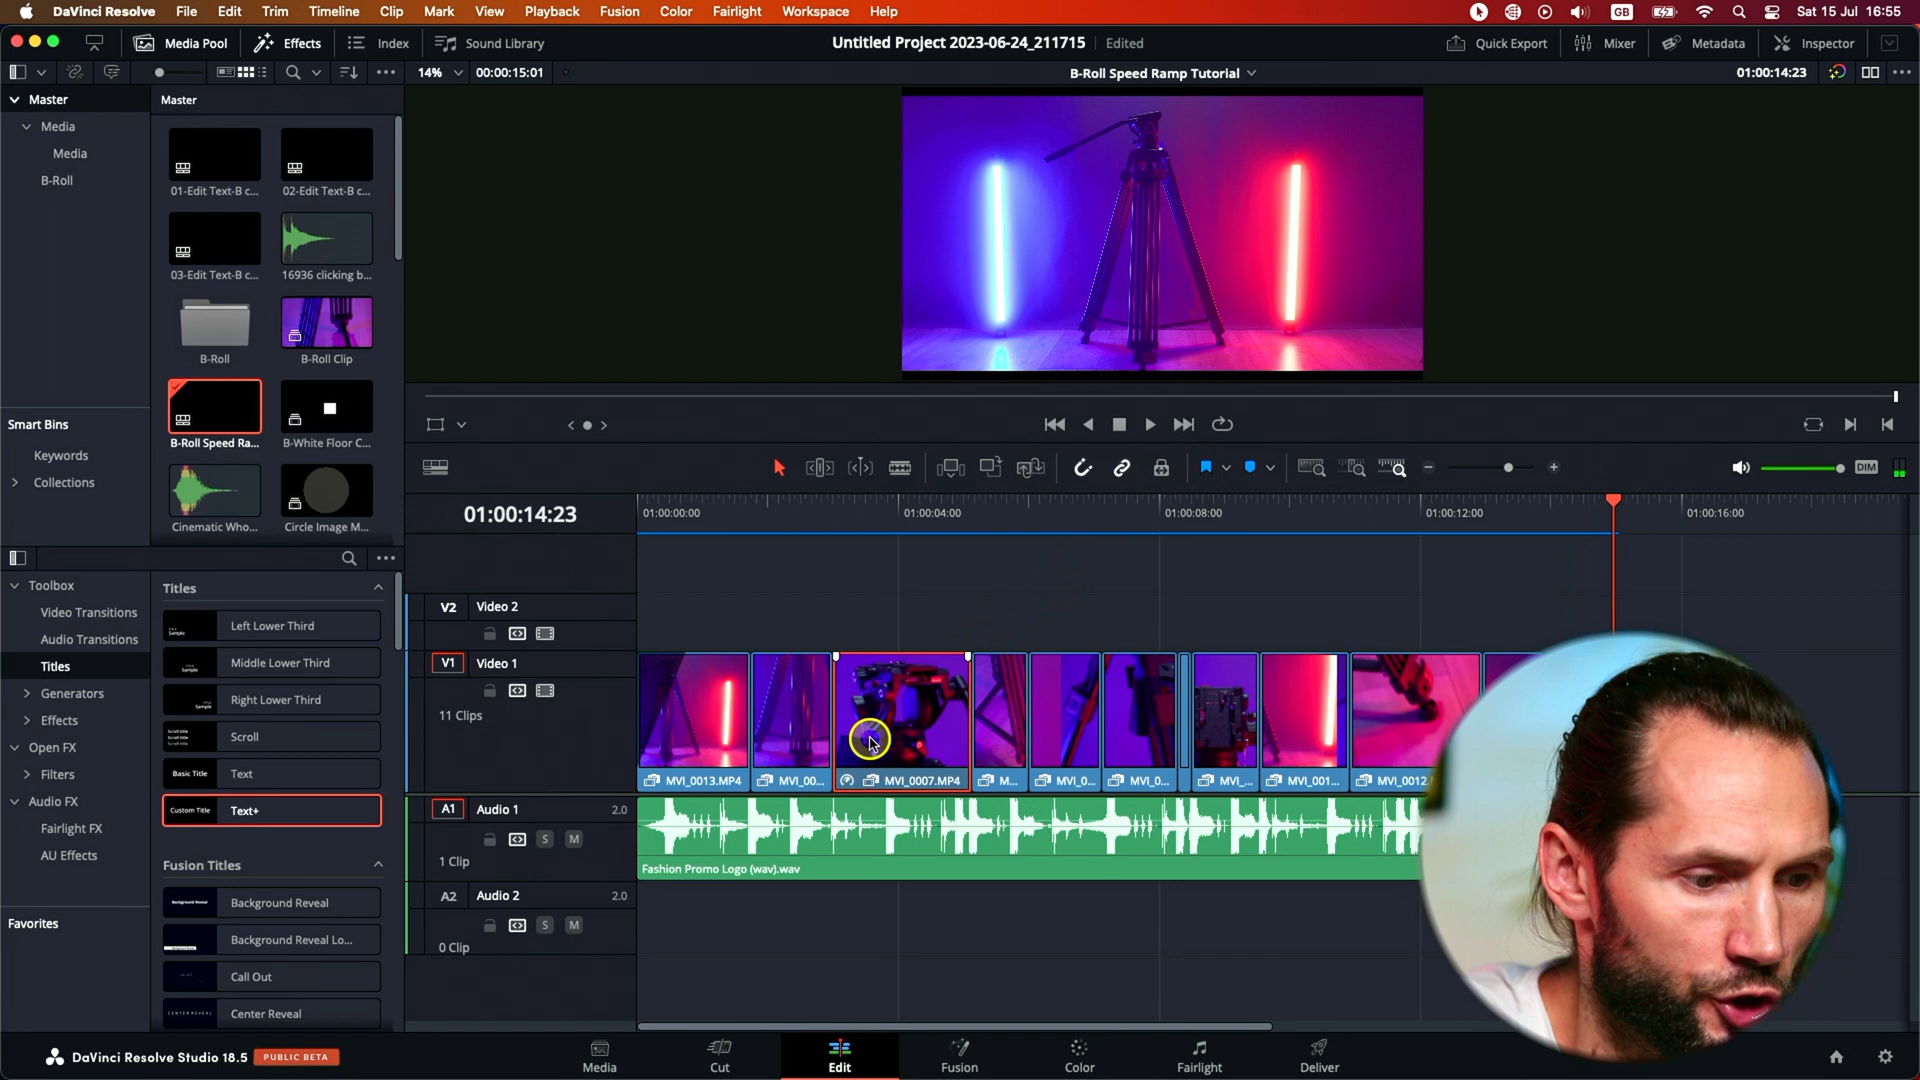 DaVinci Resolve File Edit Trim Timeline Clip Mark View Playback Fusion Color Fairlight Workspace Help GB Sat 15 Jul 16:55
Media Pool Effects Index Sound Library Untitled Project 2023-06-24_211715 Edited Quick Export Mixer Metadata Inspector
14% 00:00:15:01 B-Roll Speed Ramp Tutorial 01:00:14:23
Master
Media
Media
B-Roll
Master
01-Edit Text-B c... 02-Edit Text-B c...
03-Edit Text-B c... 16936 clicking b...
B-Roll B-Roll Clip
B-Roll Speed Ra... B-White Floor C...
Cinematic Who... Circle Image M...
Smart Bins
Keywords
Collections
DIM
01:00:14:23
01:00:00:00 01:00:04:00 01:00:08:00 01:00:12:00 01:00:16:00
Toolbox
Video Transitions
Audio Transitions
Titles
Generators
Effects
Open FX
Filters
Audio FX
Fairlight FX
AU Effects
Favorites
Titles
Left Lower Third
Middle Lower Third
Right Lower Third
Scroll
Basic Title Text
Custom Title Text+
Fusion Titles
Background Reveal Background Reveal
Background Reveal Lo...
Call Out
CENTER REVEAL Center Reveal
V2 Video 2
V1 Video 1
11 Clips
MVI_0013.MP4 MVI_00... MVI_0007.MP4 M... MVI_0... MVI_0... MVI_... MVI_001... MVI_0012.
A1 Audio 1 2.0
S M
1 Clip
Fashion Promo Logo (wav).wav
A2 Audio 2 2.0
S M
0 Clip
DaVinci Resolve Studio 18.5 PUBLIC BETA
Media Cut Edit Fusion Color Fairlight Deliver